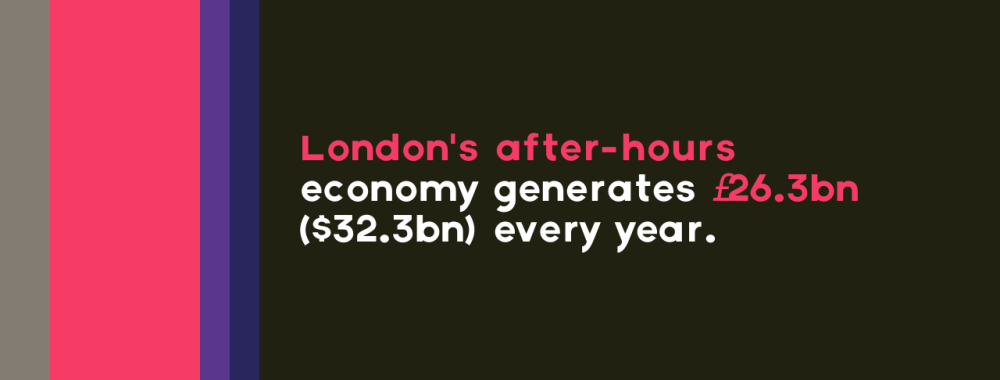 London's after-hours
economy generates £26.3bn
($32.3bn) every year.